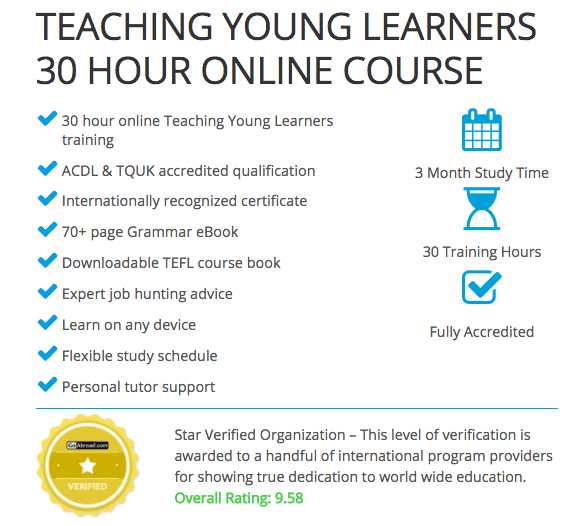 TEACHING YOUNG LEARNERS
30 HOUR ONLINE COURSE
30 hour online Teaching Young Learners
training
ACDL & TQUK accredited qualification
Internationally recognized certificate
70+ page Grammar eBook
Downloadable TEFL course book
Expert job hunting advice
Learn on any device
Flexible study schedule
Personal tutor support
3 Month Study Time
30 Training Hours
Fully Accredited
GoAbroad.com
VERIFIED
Star Verified Organization – This level of verification is
awarded to a handful of international program providers
for showing true dedication to world wide education.
Overall Rating: 9.58